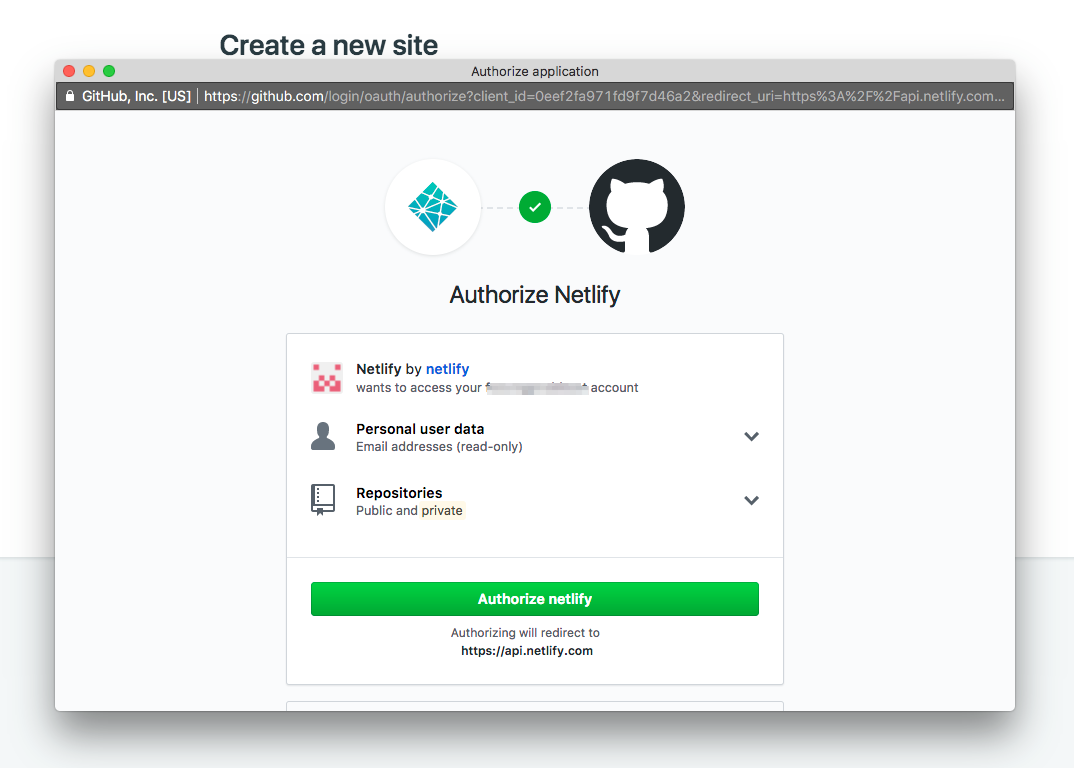 Create a new site
Authorize application
GitHub, Inc. [US] | https://github.com/login/oauth/authorize?client_id=0eef2fa971fd9f7d46a2&redirect_uri=https%3A%2F%2Fapi.netlify.com...
Authorize Netlify
Netlify by netlify
wants to access your account
Personal user data
Email addresses (read-only)
Repositories
Public and private
Authorize netlify
Authorizing will redirect to
https://api.netlify.com